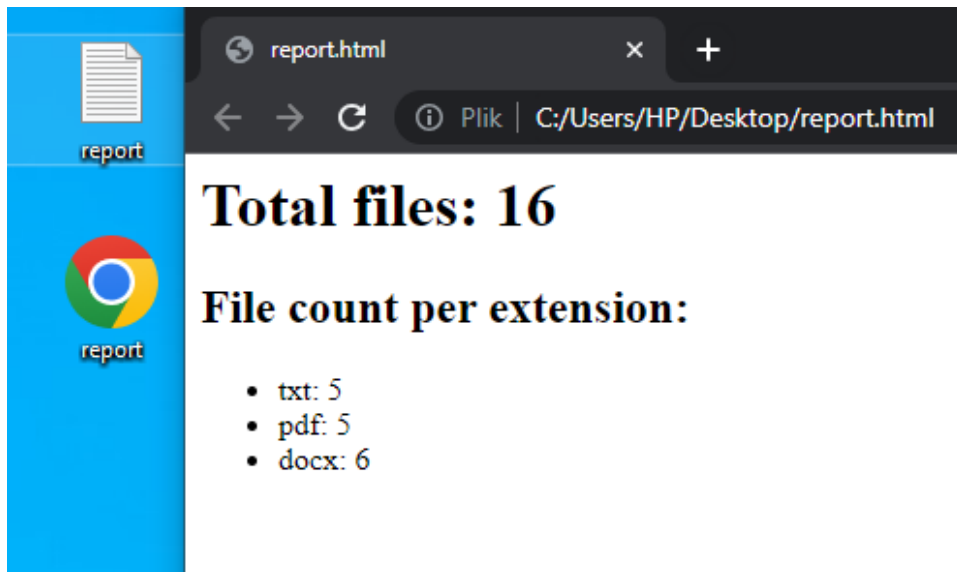 report
report
report.html
Plik
C:/Users/HP/Desktop/report.html
Total files: 16
File count per extension:
txt: 5
pdf: 5
docx: 6